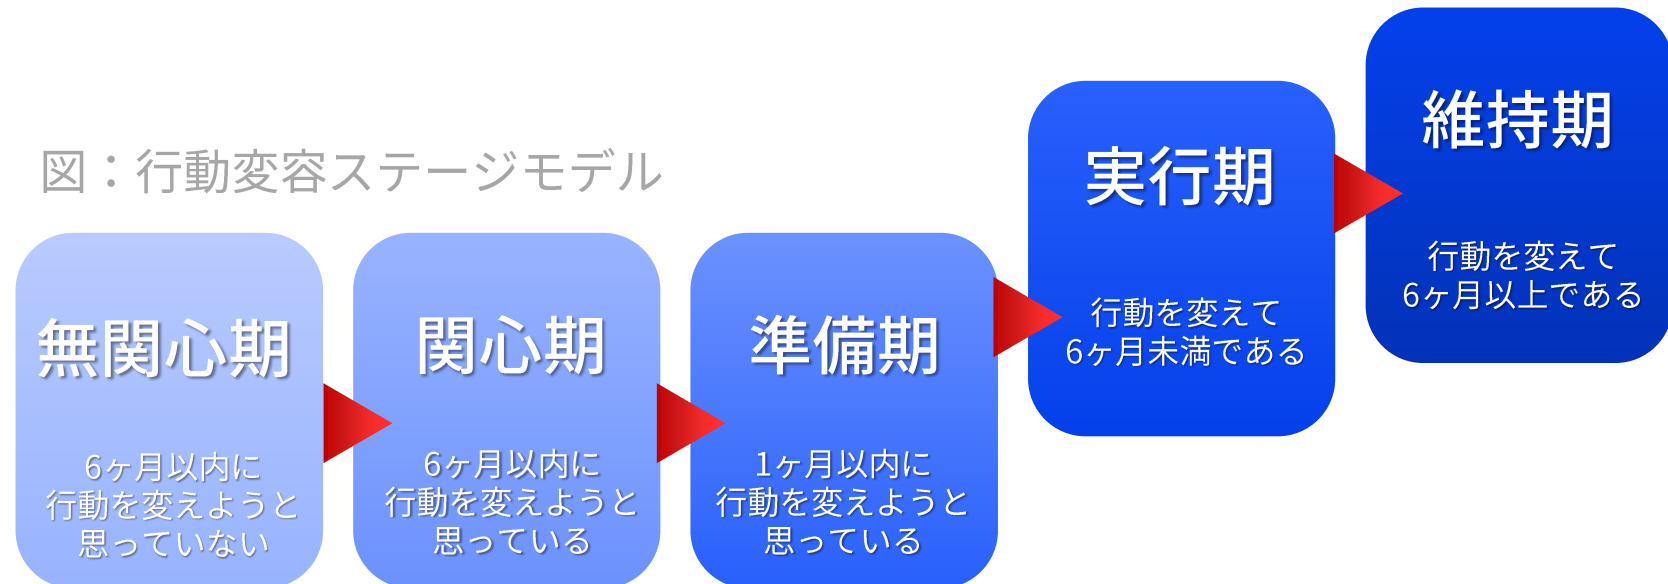 図：行動変容ステージモデル
無関心期
6ヶ月以内に
行動を変えようと
思っていない
関心期
6ヶ月以内に
行動を変えようと
思っている
準備期
1ヶ月以内に
行動を変えようと
思っている
実行期
行動を変えて
6ヶ月未満である
維持期
行動を変えて
6ヶ月以上である